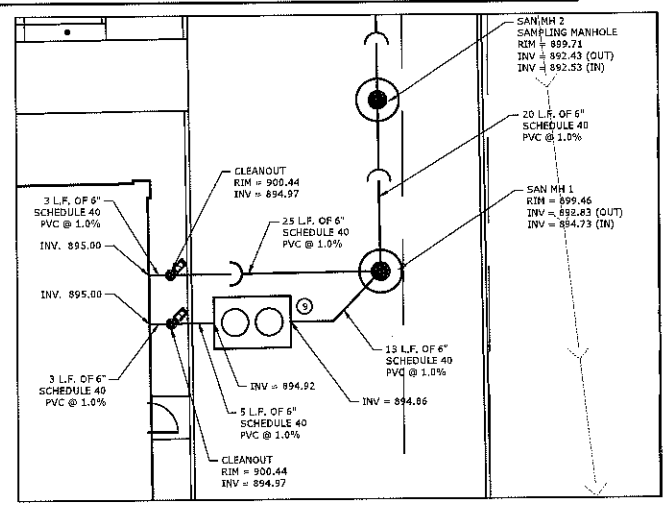 SAN MH 2
SAMPLING MANHOLE
RIM = 899.71
INV = 892.43 (OUT)
INV = 892.53 (IN)
20 L.F. OF 6"
SCHEDULE 40
PVC @ 1.0%
CLEANOUT
RIM = 900.44
INV = 894.97
SAN MH 1
RIM = 899.46
INV = 892.83 (OUT)
INV = 894.73 (IN)
3 L.F. OF 6"
SCHEDULE 40
PVC @ 1.0%
25 L.F. OF 6"
SCHEDULE 40
PVC @ 1.0%
INV. 895.00
INV. 895.00
9
13 L.F. OF 6"
SCHEDULE 40
PVC @ 1.0%
3 L.F. OF 6"
SCHEDULE 40
PVC @ 1.0%
INV = 894.92
INV = 894.86
5 L.F. OF 6"
SCHEDULE 40
PVC @ 1.0%
CLEANOUT
RIM = 900.44
INV = 894.97